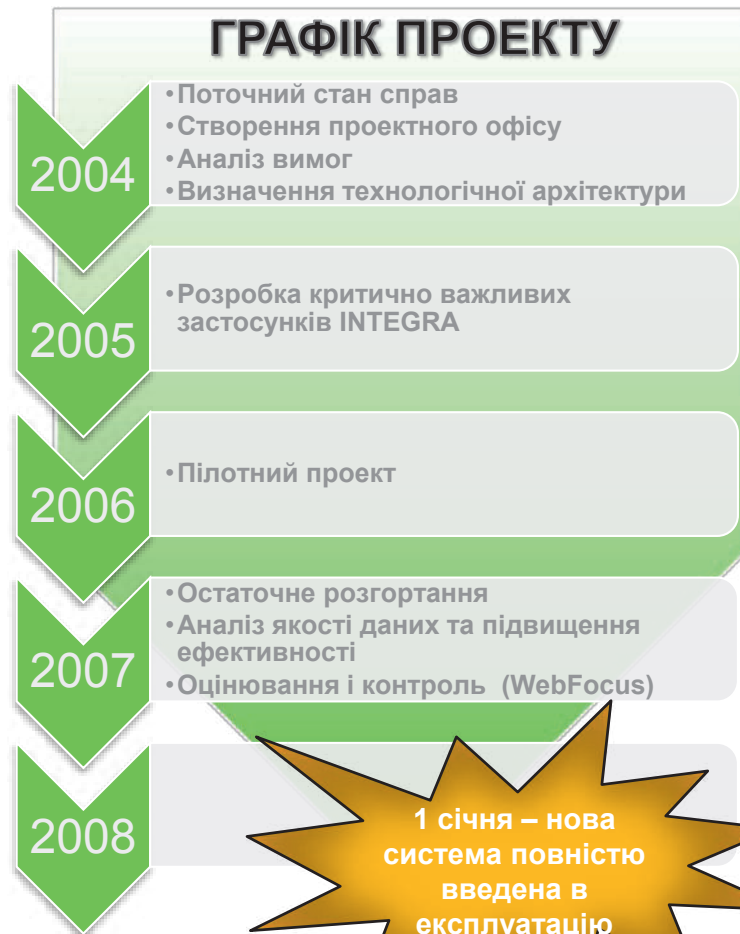 ГРАФІК ПРОЕКТУ
2004
•Поточний стан справ
•Створення проектного офісу
•Аналіз вимог
•Визначення технологічної архітектури
2005
•Розробка критично важливих
застосунків INTEGRA
2006
•Пілотний проект
2007
•Остаточне розгортання
•Аналіз якості даних та підвищення
ефективності
•Оцінювання і контроль (WebFocus)
2008
1 січня – нова
система повністю
введена в
експлуатацію